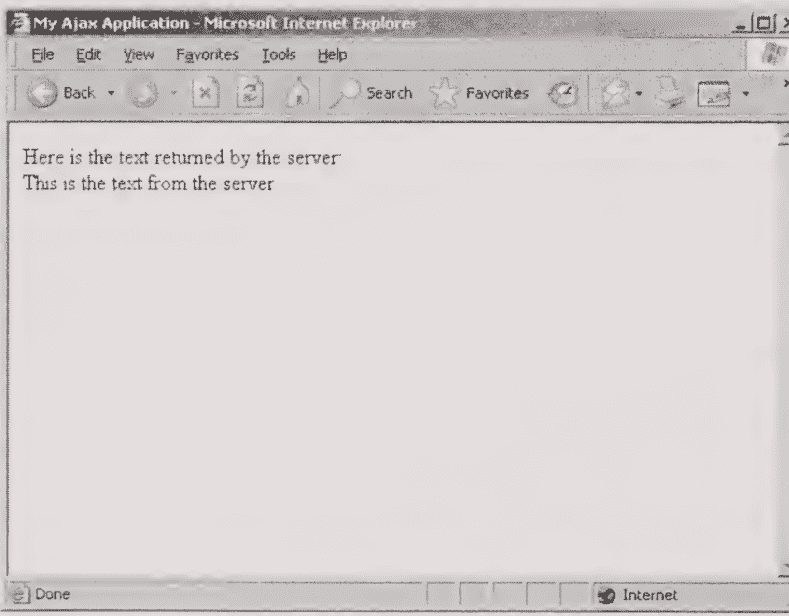 My Ajax Application - Microsoft Internet Explorer
File Edit View Favorites Tools Help
Back Search Favorites
Here is the text returned by the server
This is the text from the server
Done Internet